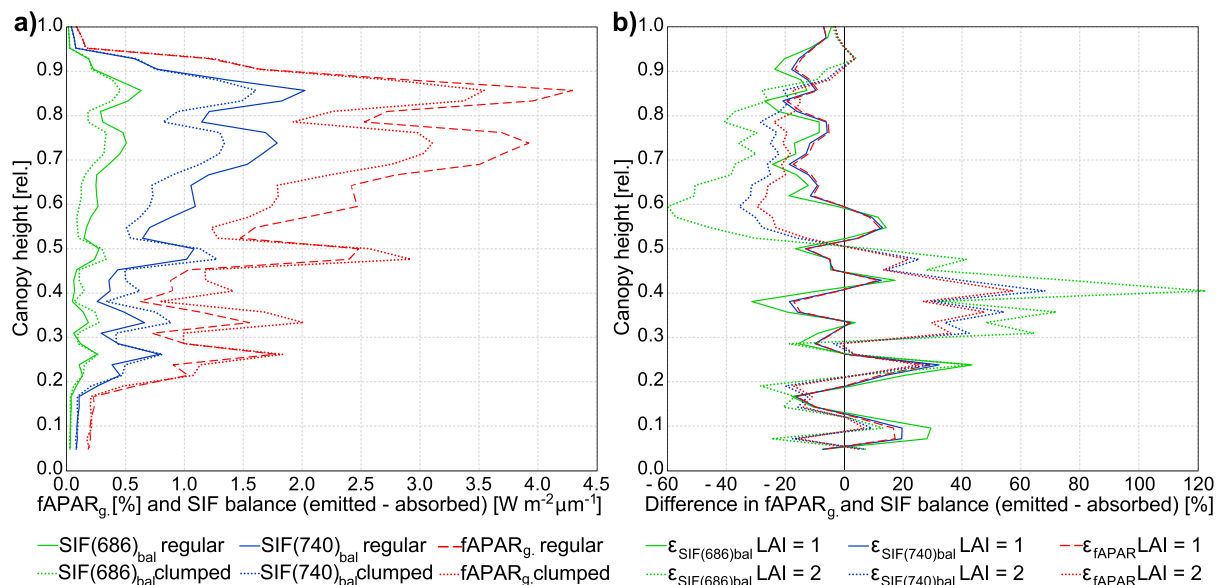 a)
1.0
0.9
0.8
0.7
0.6
0.5
0.4
0.3
0.2
0.1
0.0
Canopy height [rel.]
0.0 0.5 1.0 1.5 2.0 2.5 3.0 3.5 4.0 4.5
fAPARg.[%] and SIF balance (emitted - absorbed) [W m-2µm-1]
SIF(686)bal regular SIF(740)bal regular fAPARg. regular
SIF(686)bal clumped SIF(740)bal clumped fAPARg. clumped
b)
1.0
0.9
0.8
0.7
0.6
0.5
0.4
0.3
0.2
0.1
0.0
Canopy height [rel.]
- 60 - 40 - 20 0 20 40 60 80 100 120
Difference in fAPARg. and SIF balance (emitted - absorbed) [%]
εSIF(686)bal LAI = 1 εSIF(740)bal LAI = 1 εfAPAR LAI = 1
εSIF(686)bal LAI = 2 εSIF(740)bal LAI = 2 εfAPAR LAI = 2